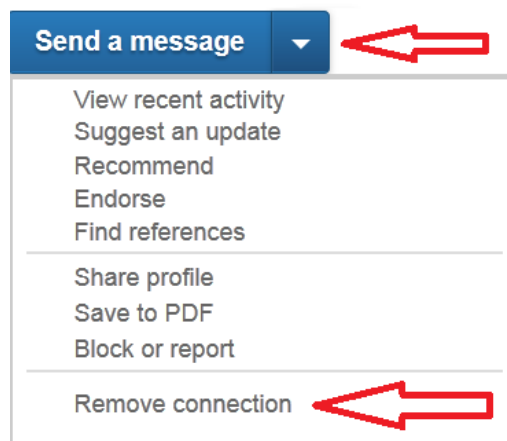 Send a message
View recent activity
Suggest an update
Recommend
Endorse
Find references
Share profile
Save to PDF
Block or report
Remove connection